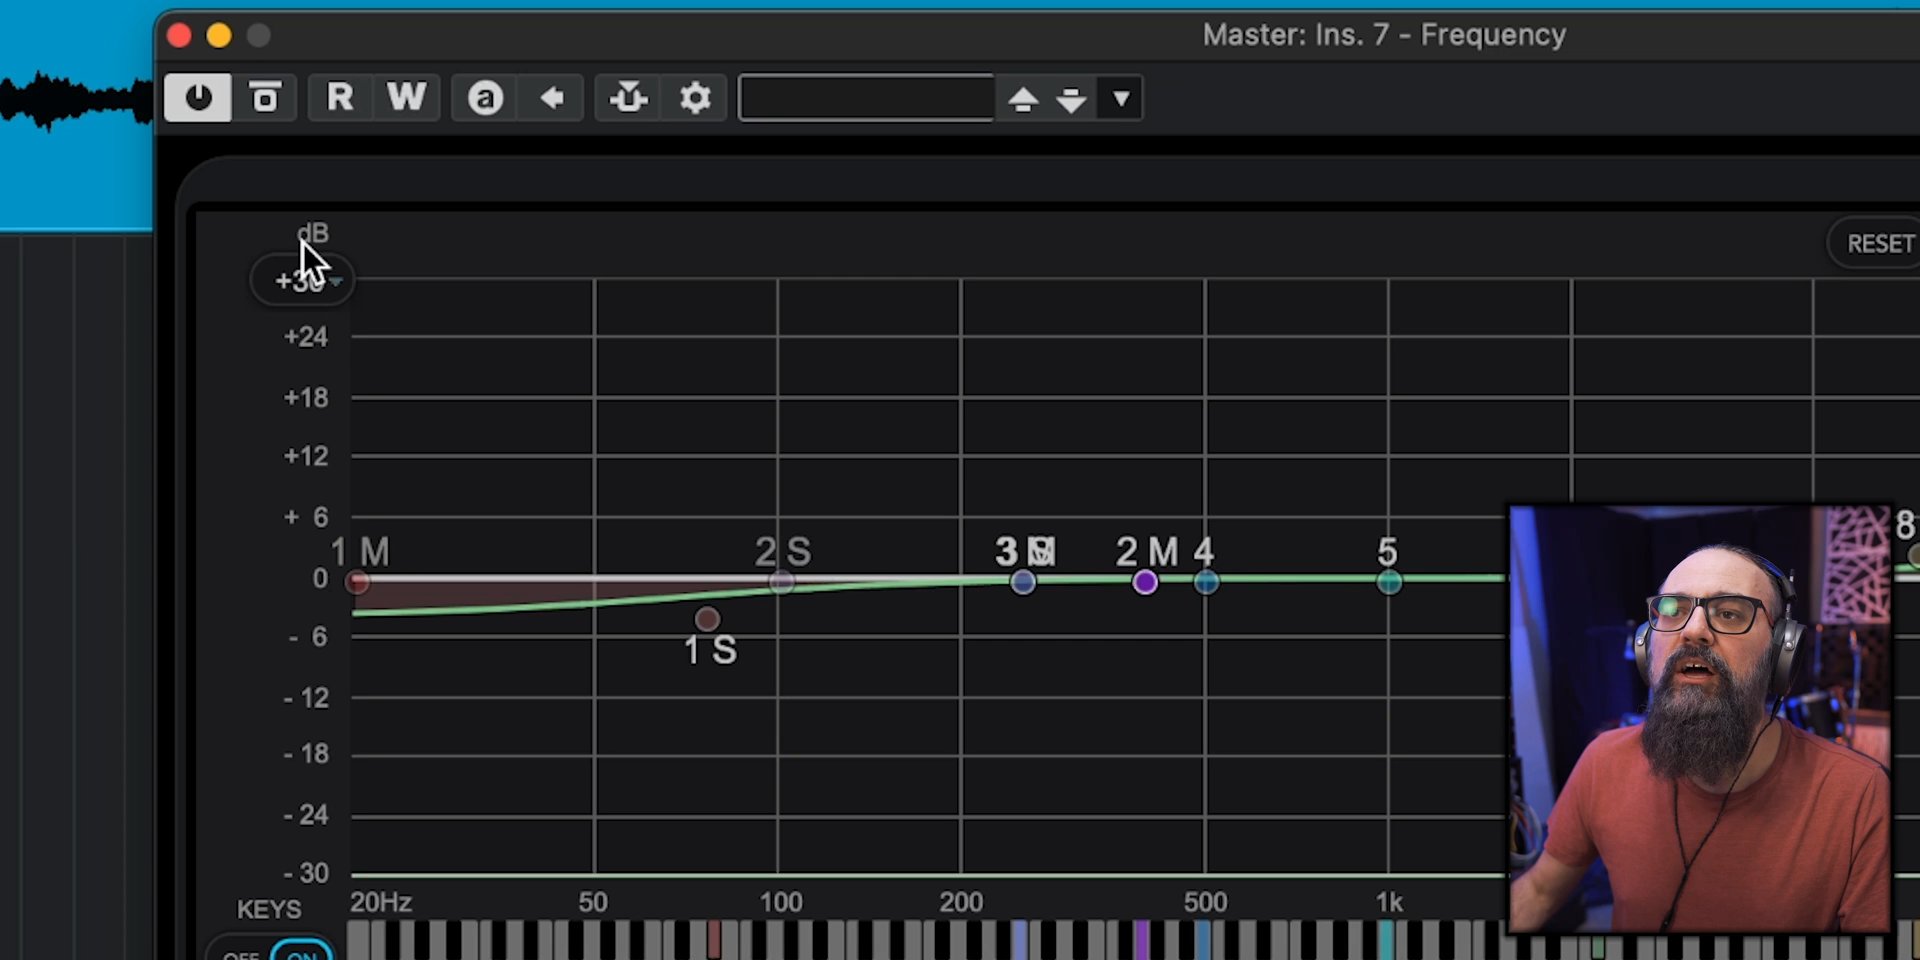 Master: Ins. 7 - Frequency
R W a
dB
RESET
+30
+24
+18
+12
+ 6
8
1 M 2 S 3 2 M 4 5
0
- 6
1 S
- 12
- 18
- 24
- 30
20Hz 50 100 200 500 1k
KEYS
OFF ON